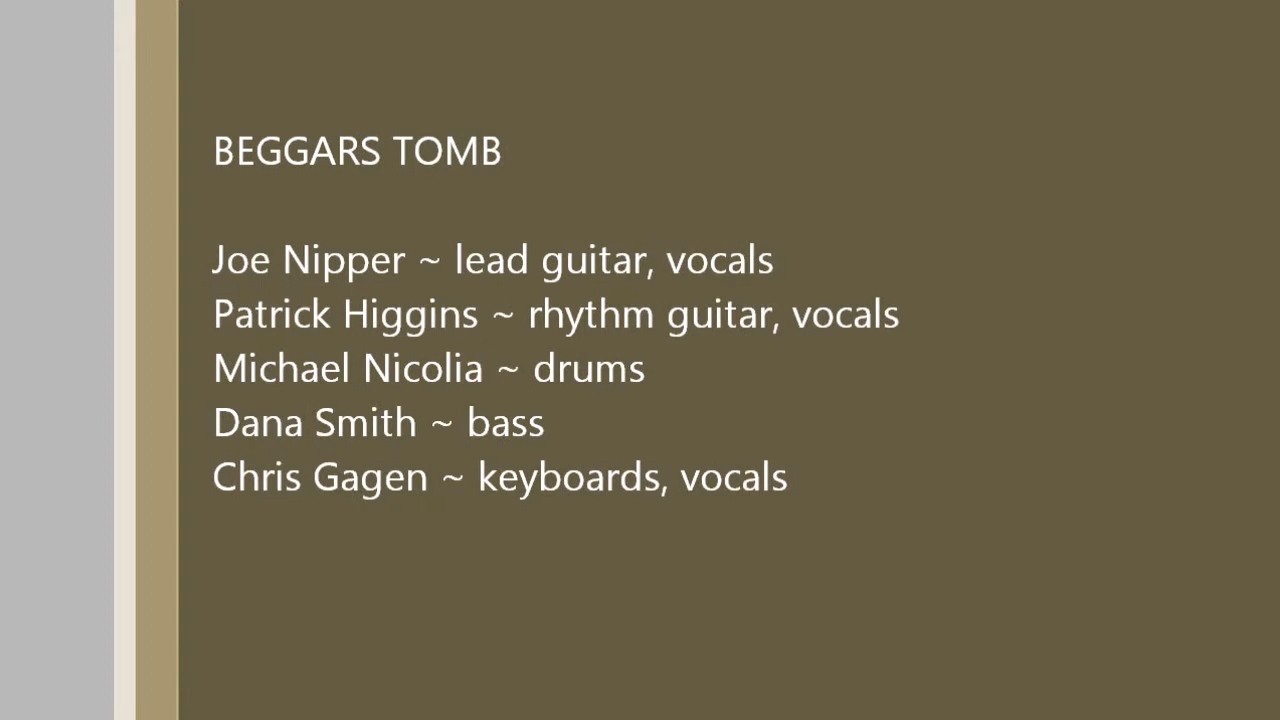 BEGGARS TOMB
Joe Nipper ~ lead guitar, vocals
Patrick Higgins ~ rhythm guitar, vocals
Michael Nicolia ~ drums
Dana Smith ~ bass
Chris Gagen ~ keyboards, vocals